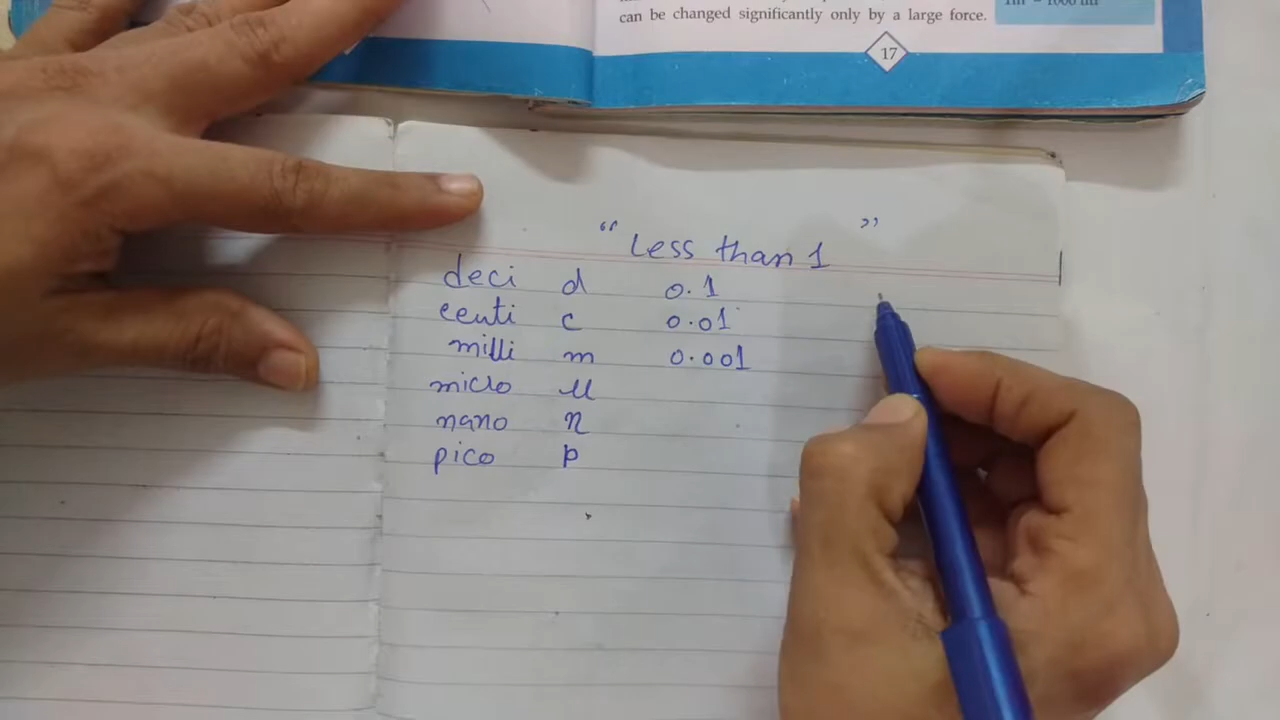 can be changed significantly only by a large force.
17
“ Less than 1 ”
deci d 0.1
centi c 0.01
milli m 0.001
micro μ
nano n
pico p